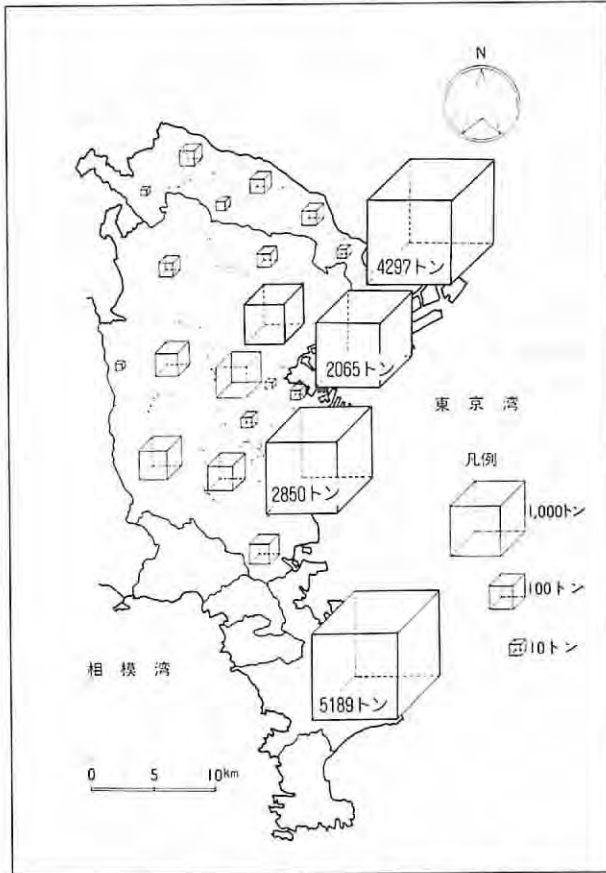 N
4297トン
2065トン
東京湾
2850トン
凡例
1,000トン
100トン
10トン
5189トン
相模湾
0 5 10km